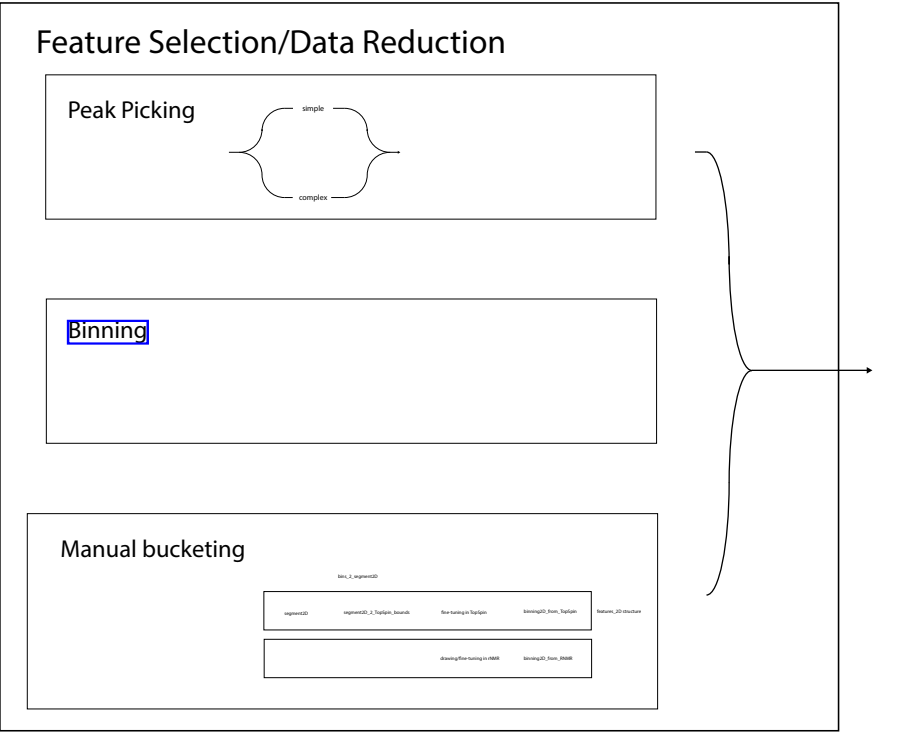 Feature Selection/Data Reduction
Peak Picking
simple
complex
Binning
Manual bucketing
bins_2_segment2D
segment2D segment2D_2_TopSpin_bounds fine-tuning in TopSpin binning2D_from_TopSpin features_2D structure
drawing/fine-tuning in rNMR binning2D_from_RNMR